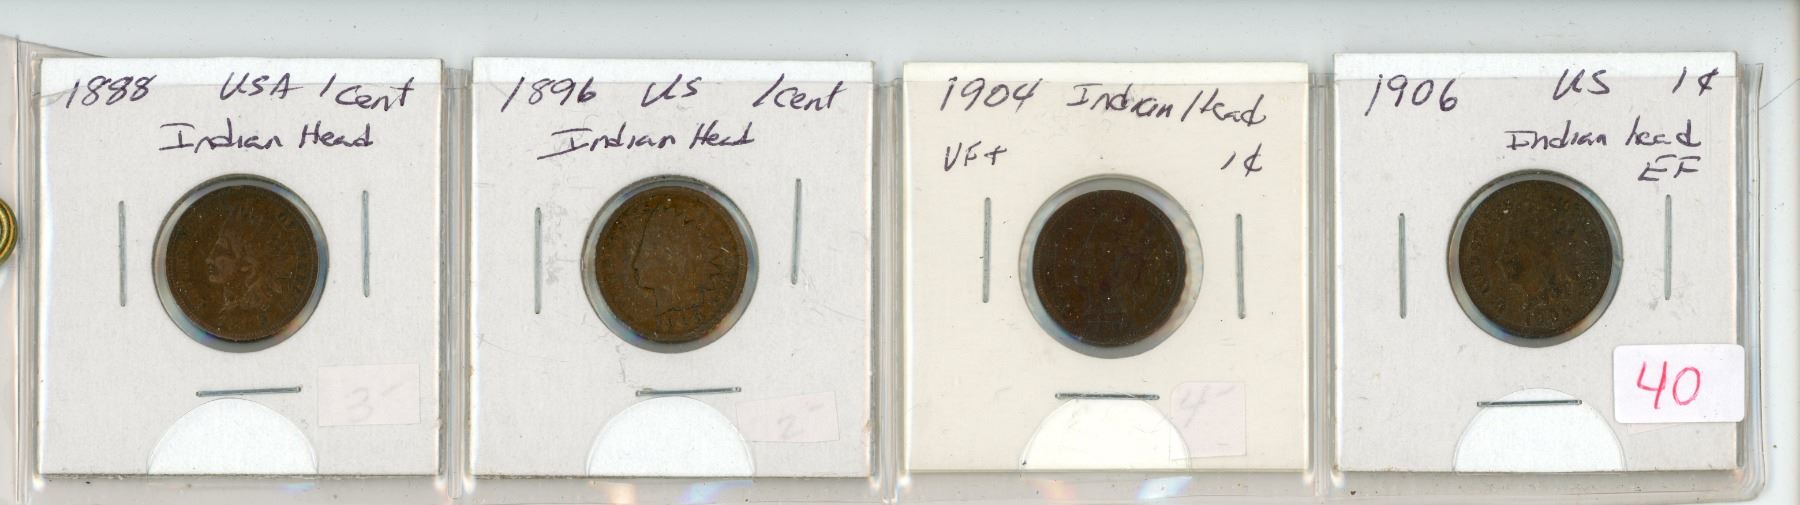 1888 USA 1 cent
Indian Head
3-
1896 US 1 cent
Indian Head
2-
1904 Indian Head
VF+ 1¢
4-
1906 US 1¢
Indian head
EF
40